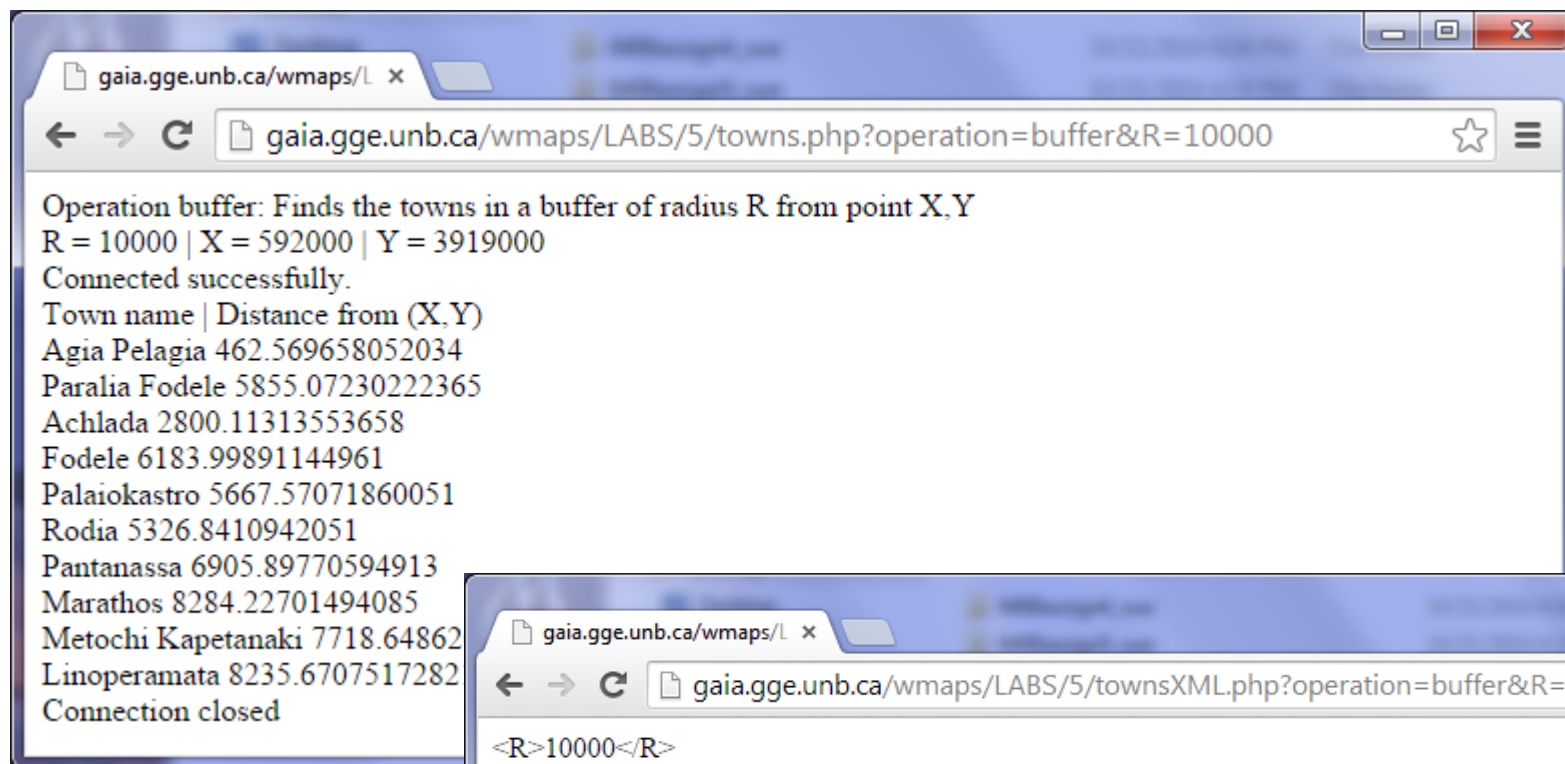 gaia.gge.unb.ca/wmaps/L
gaia.gge.unb.ca/wmaps/LABS/5/towns.php?operation=buffer&R=10000
Operation buffer: Finds the towns in a buffer of radius R from point X,Y
R = 10000 | X = 592000 | Y = 3919000
Connected successfully.
Town name | Distance from (X,Y)
Agia Pelagia 462.569658052034
Paralia Fodele 5855.07230222365
Achlada 2800.11313553658
Fodele 6183.99891144961
Palaiokastro 5667.57071860051
Rodia 5326.8410942051
Pantanassa 6905.89770594913
Marathos 8284.22701494085
Metochi Kapetanaki 7718.64862
Linoperamata 8235.6707517282
Connection closed
gaia.gge.unb.ca/wmaps/L
gaia.gge.unb.ca/wmaps/LABS/5/townsXML.php?operation=buffer&R=
<R>10000</R>